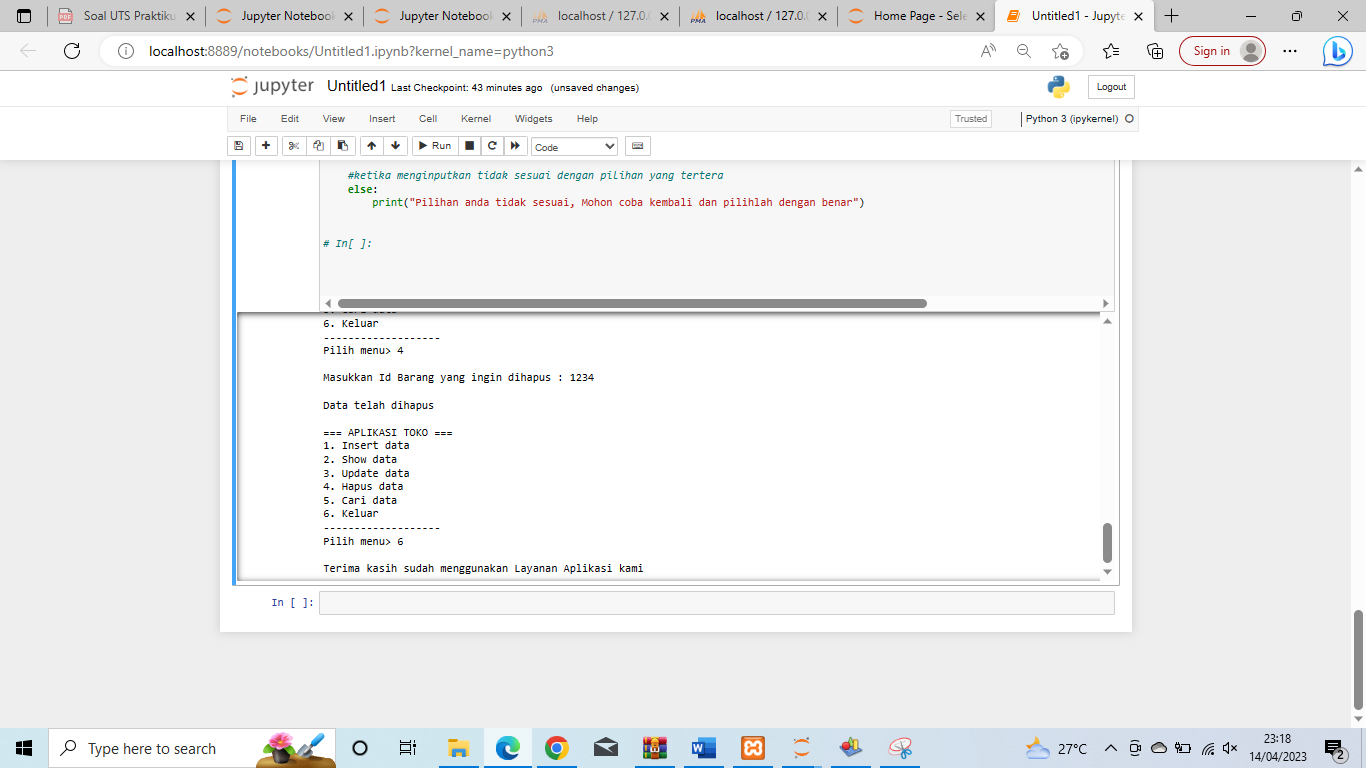 Soal UTS Praktiku
Jupyter Notebook
Jupyter Notebook
localhost / 127.0.0
localhost / 127.0.0
Home Page - Sele
Untitled1 - Jupyte
localhost:8889/notebooks/Untitled1.ipynb?kernel_name=python3
Sign in
jupyter Untitled1 Last Checkpoint: 43 minutes ago (unsaved changes)
Logout
File Edit View Insert Cell Kernel Widgets Help
Trusted
Python 3 (ipykernel)
Run
Code
#ketika menginputkan tidak sesuai dengan pilihan yang tertera
else:
print("Pilihan anda tidak sesuai, Mohon coba kembali dan pilihlah dengan benar")
# In[ ]:
6. Keluar
-------------------
Pilih menu> 4
Masukkan Id Barang yang ingin dihapus : 1234
Data telah dihapus
=== APLIKASI TOKO ===
1. Insert data
2. Show data
3. Update data
4. Hapus data
5. Cari data
6. Keluar
-------------------
Pilih menu> 6
Terima kasih sudah menggunakan Layanan Aplikasi kami
In [ ]:
Type here to search
27°C
23:18
14/04/2023
2